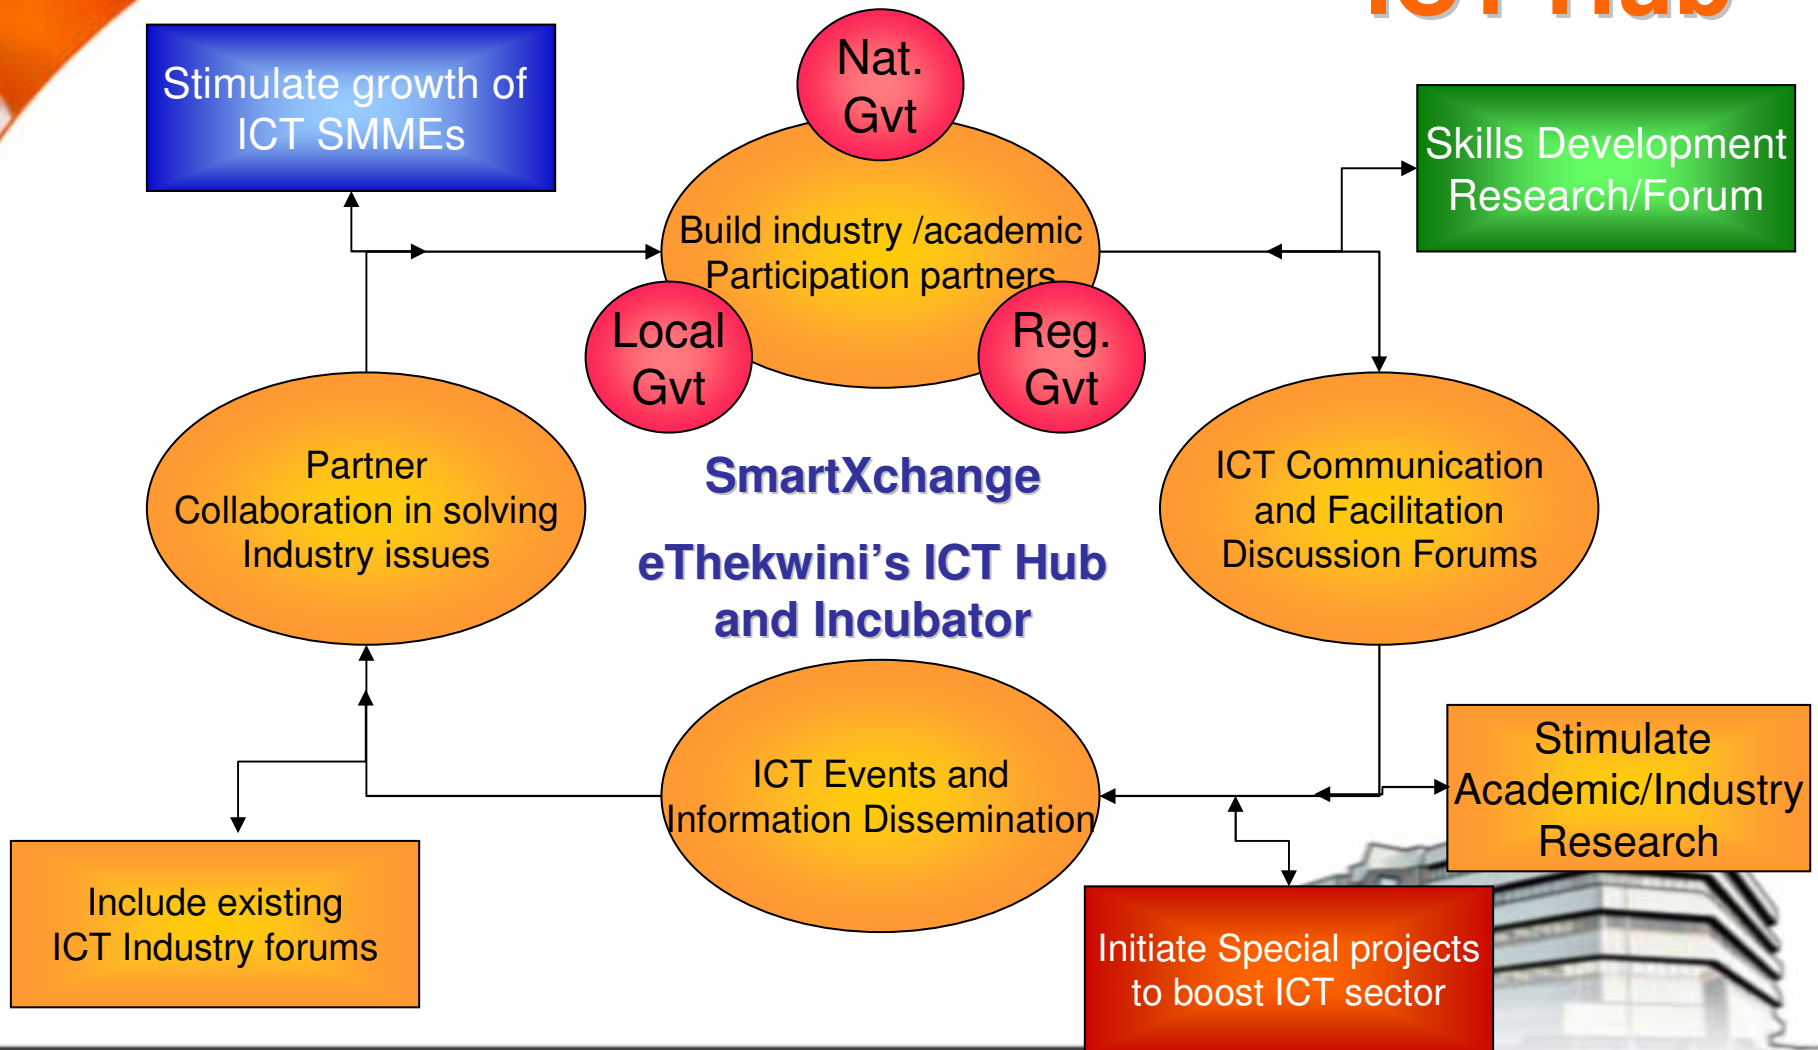 ICT Hub
Stimulate growth of
ICT SMMEs
Nat.
Gvt
Skills Development
Research/Forum
Build industry /academic
Participation partners
Local
Gvt
Reg.
Gvt
Partner
Collaboration in solving
Industry issues
SmartXchange
eThekwini’s ICT Hub
and Incubator
ICT Communication
and Facilitation
Discussion Forums
ICT Events and
Information Dissemination
Stimulate
Academic/Industry
Research
Include existing
ICT Industry forums
Initiate Special projects
to boost ICT sector